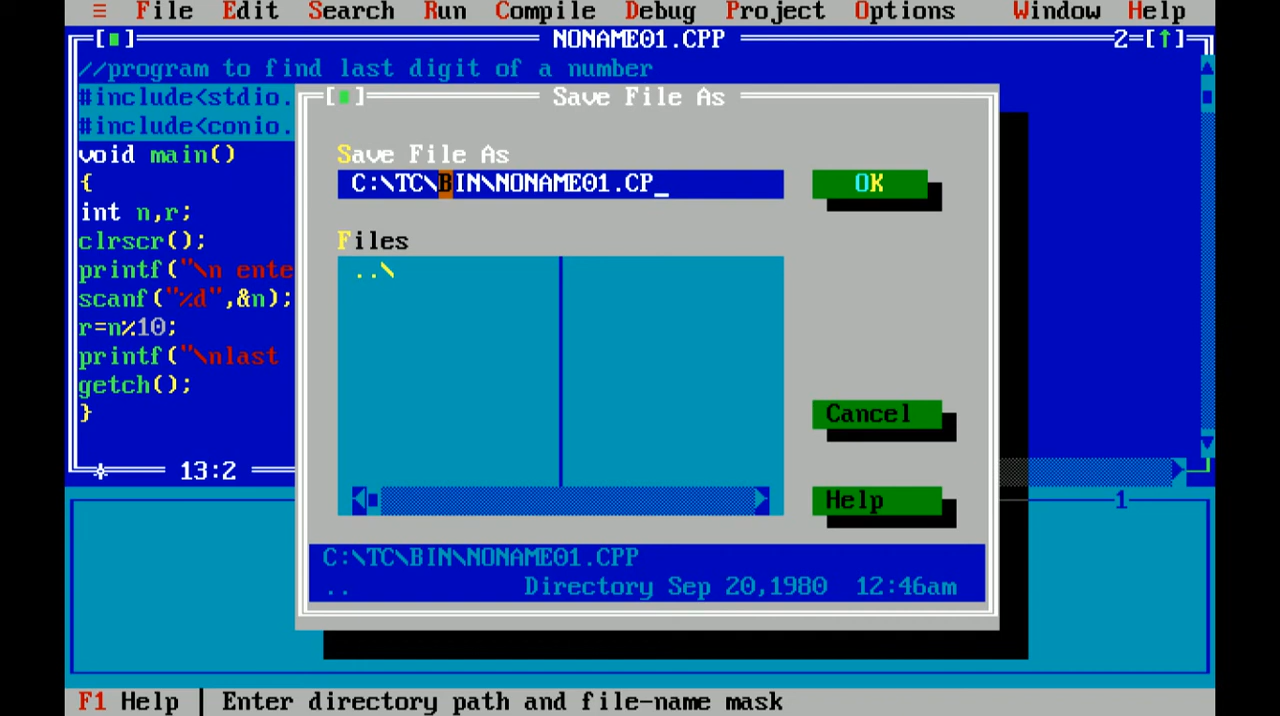 ≡ File Edit Search Run Compile Debug Project Options Window Help
[■] NONAME01.CPP 2=[↑]
//program to find last digit of a number
#include<stdio.
#include<conio.
void main()
{
int n,r;
clrscr();
printf("\n ente
scanf("%d",&n);
r=n%10;
printf("\nlast
getch();
}
13:2
[■] Save File As
Save File As
C:\TC\BIN\NONAME01.CP_
OK
Files
..\
Cancel
Help
C:\TC\BIN\NONAME01.CPP
.. Directory Sep 20,1980 12:46am
1
F1 Help | Enter directory path and file-name mask